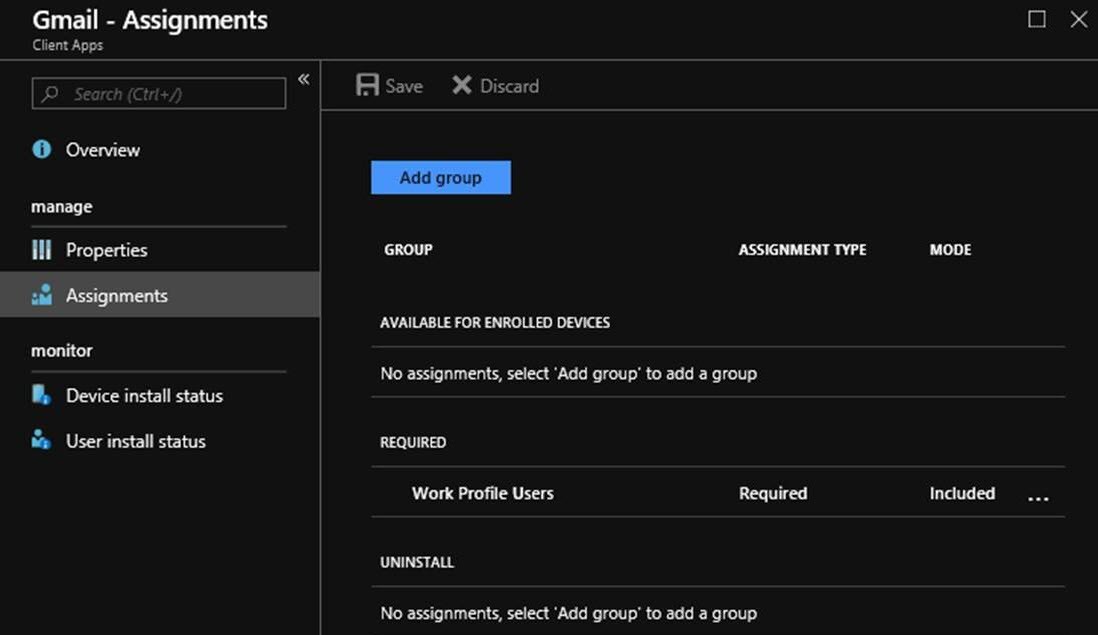 Gmail - Assignments
Client Apps
Search (Ctrl+/)
Overview
manage
Properties
Assignments
monitor
Device install status
User install status
Save Discard
Add group
GROUP ASSIGNMENT TYPE MODE
AVAILABLE FOR ENROLLED DEVICES
No assignments, select 'Add group' to add a group
REQUIRED
Work Profile Users Required Included ...
UNINSTALL
No assignments, select 'Add group' to add a group